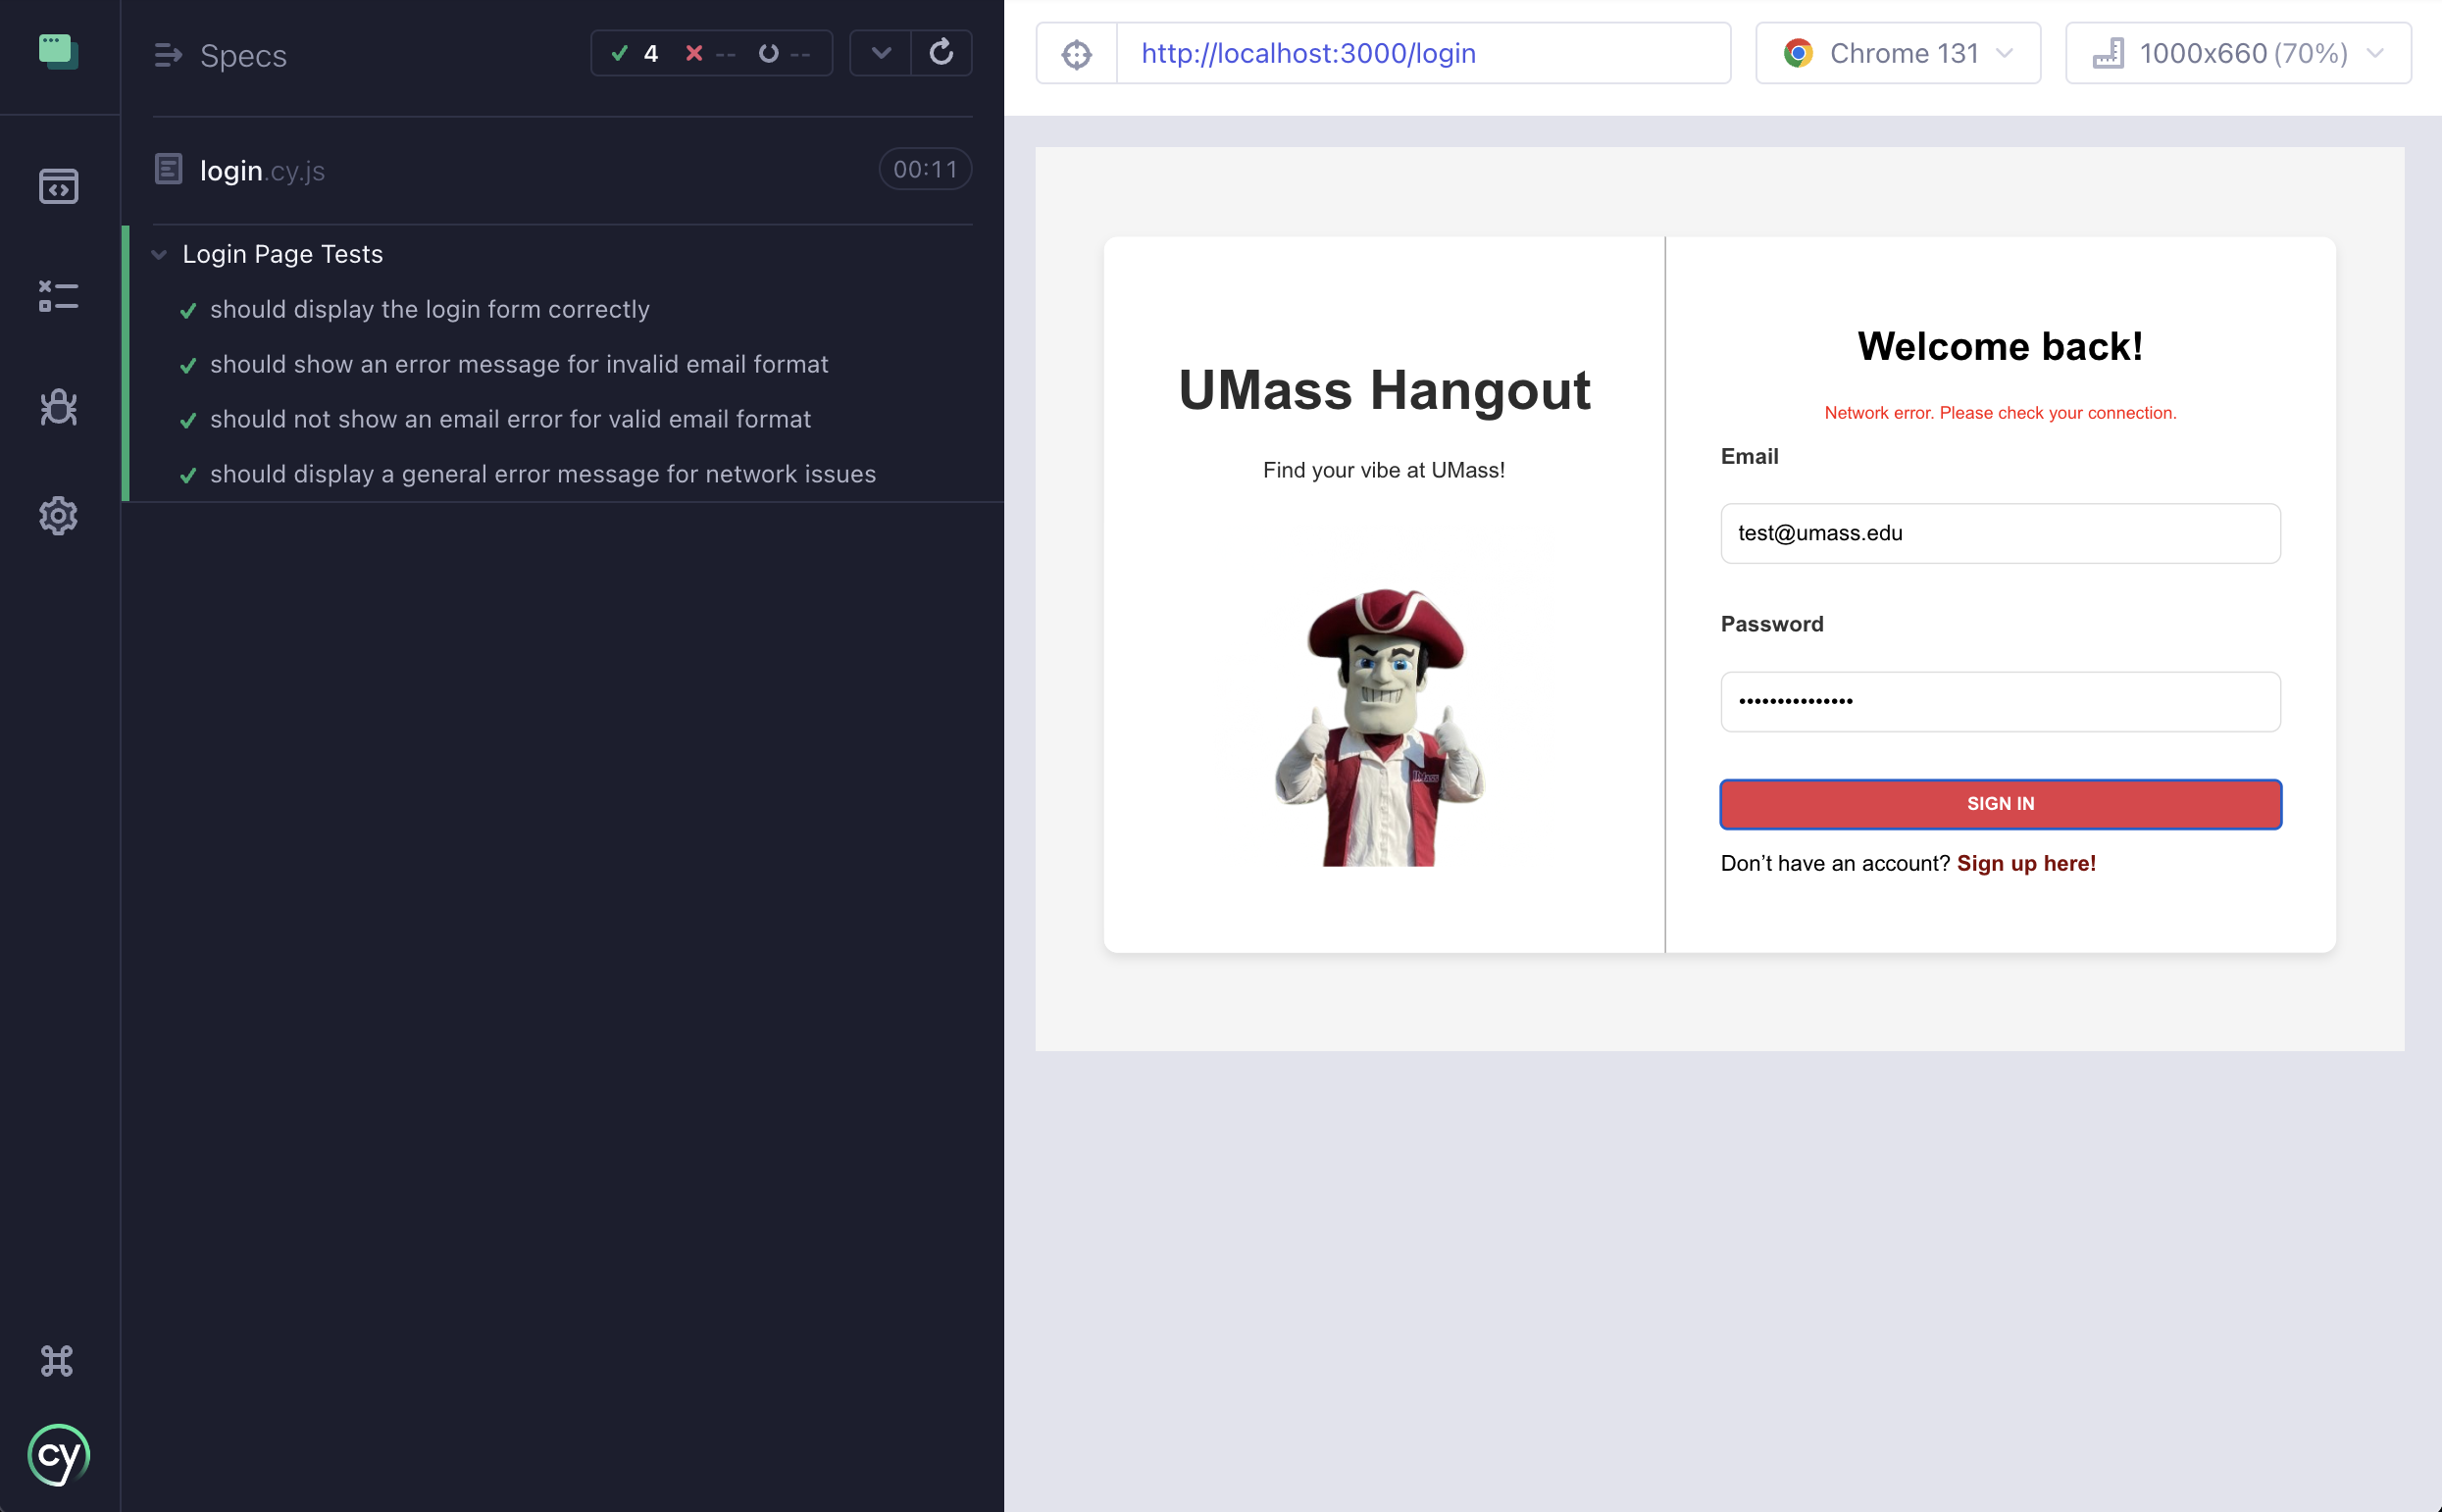 Specs
4 -- --
login.cy.js
00:11
Login Page Tests
should display the login form correctly
should show an error message for invalid email format
should not show an email error for valid email format
should display a general error message for network issues
cy
http://localhost:3000/login
Chrome 131
1000x660 (70%)
UMass Hangout
Find your vibe at UMass!
UMass
Welcome back!
Network error. Please check your connection.
Email
test@umass.edu
Password
•••••••••••••••
SIGN IN
Don’t have an account? Sign up here!